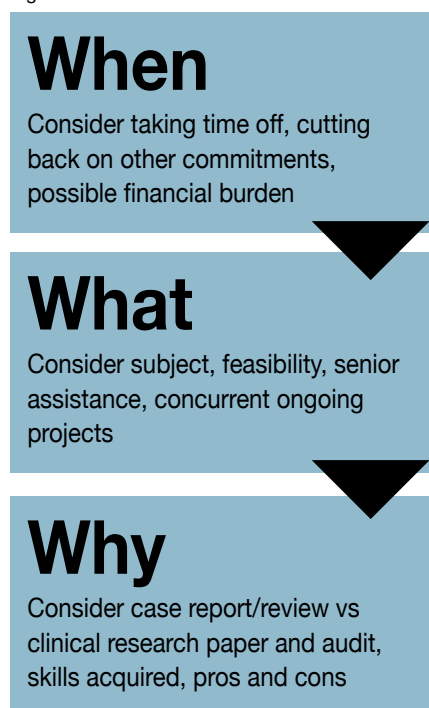 When
Consider taking time off, cutting
back on other commitments,
possible financial burden
What
Consider subject, feasibility, senior
assistance, concurrent ongoing
projects
Why
Consider case report/review vs
clinical research paper and audit,
skills acquired, pros and cons